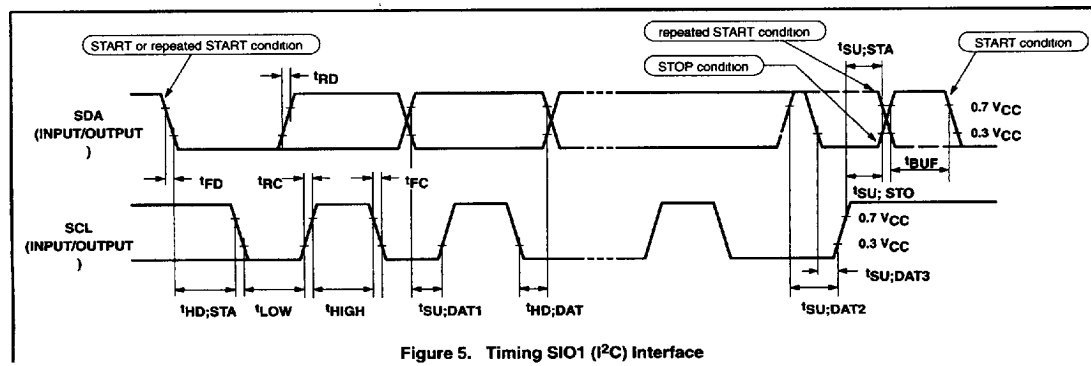 START or repeated START condition
repeated START condition
tSU;STA
START condition
STOP condition
tRD
SDA
(INPUT/OUTPUT
)
0.7 VCC
0.3 VCC
tFD
tRC
tFC
tBUF
tSU; STO
SCL
(INPUT/OUTPUT
)
0.7 VCC
0.3 VCC
tSU;DAT3
tHD;STA
tLOW
tHIGH
tSU;DAT1
tHD;DAT
tSU;DAT2
Figure 5. Timing SIO1 (I²C) Interface